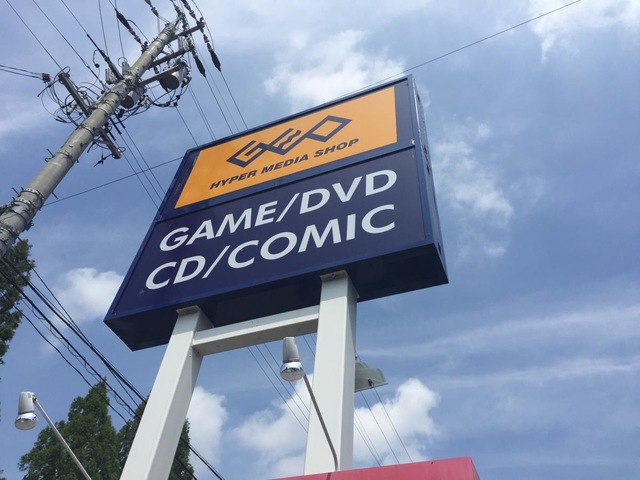 GEO
HYPER MEDIA SHOP
GAME/DVD
CD/COMIC